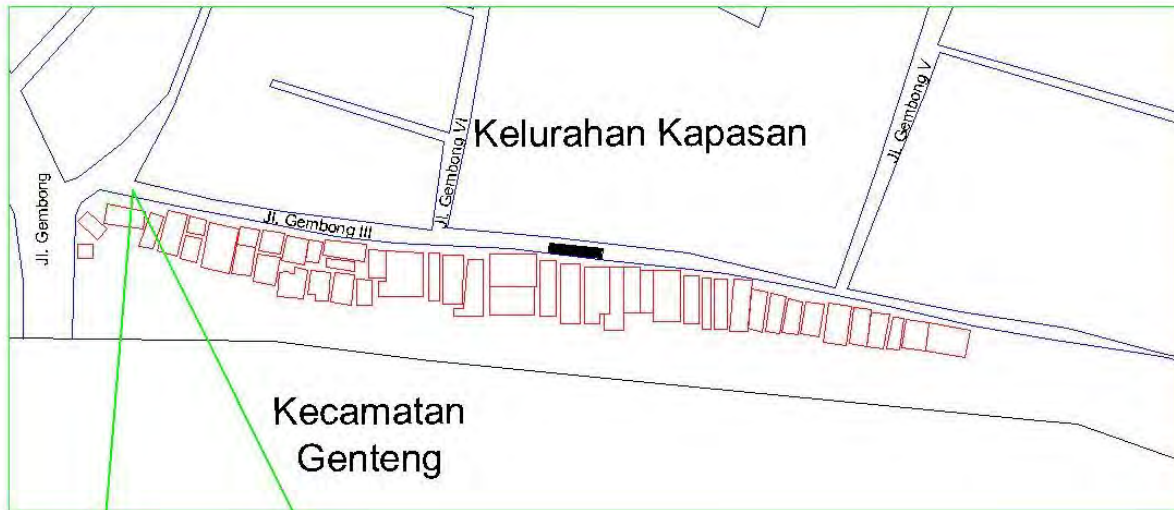 Jl. Gembong V
Jl. Gembong VI
Kelurahan Kapasan
Jl. Gembong
Jl. Gembong III
Kecamatan
Genteng